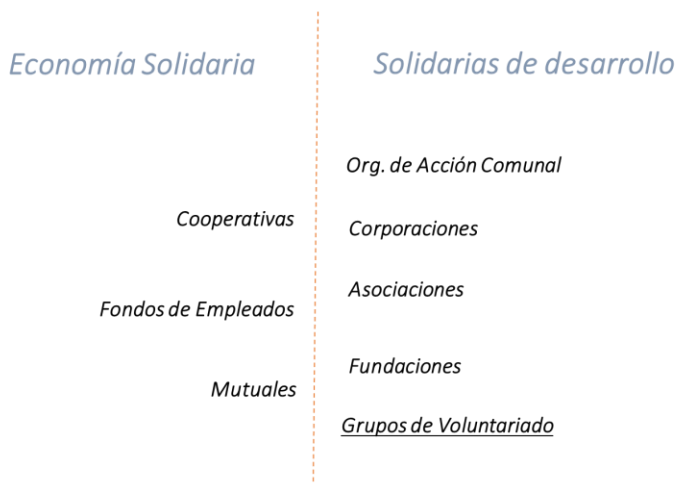 Economía Solidaria
Cooperativas
Fondos de Empleados
Mutuales
Solidarias de desarrollo
Org. de Acción Comunal
Corporaciones
Asociaciones
Fundaciones
Grupos de Voluntariado